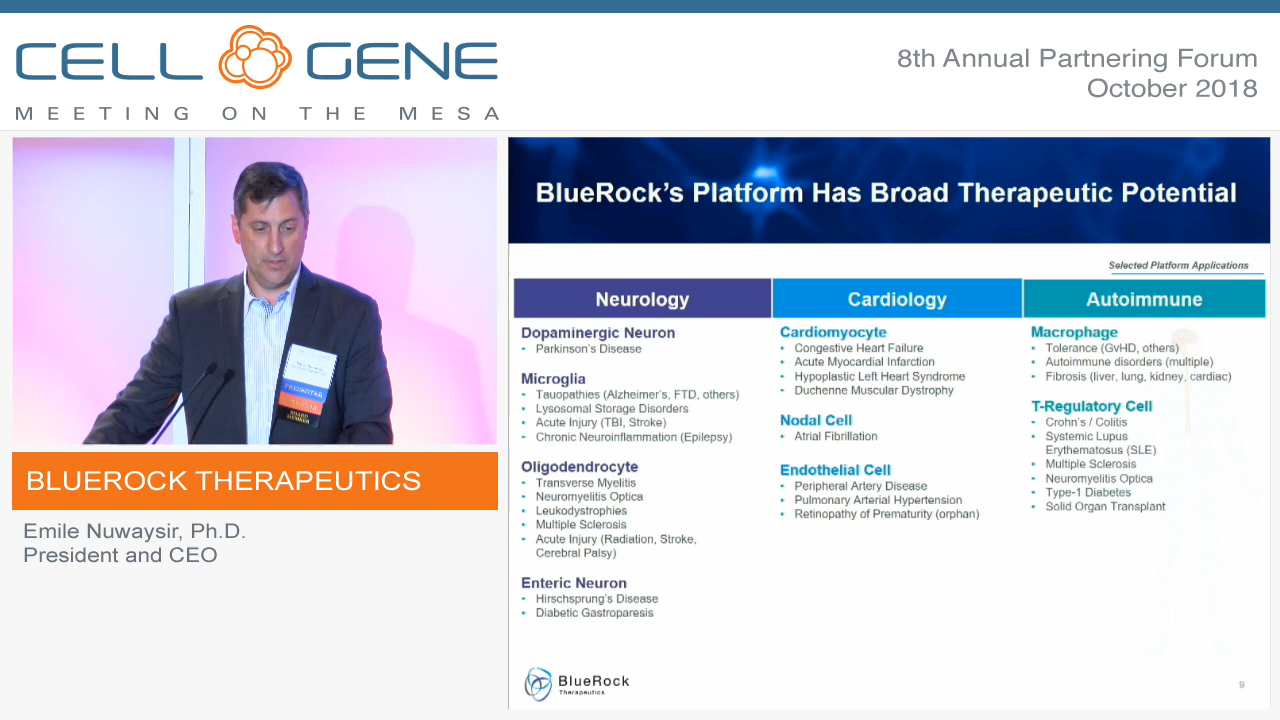 CELL GENE
MEETING ON THE MESA
8th Annual Partnering Forum
October 2018
BLUEROCK THERAPEUTICS
Emile Nuwaysir, Ph.D.
President and CEO
BlueRock's Platform Has Broad Therapeutic Potential
Selected Platform Applications
Neurology
Dopaminergic Neuron
• Parkinson's Disease
Microglia
• Tauopathies (Alzheimer's, FTD, others)
• Lysosomal Storage Disorders
• Acute Injury (TBI, Stroke)
• Chronic Neuroinflammation (Epilepsy)
Oligodendrocyte
• Transverse Myelitis
• Neuromyelitis Optica
• Leukodystrophies
• Multiple Sclerosis
• Acute Injury (Radiation, Stroke,
Cerebral Palsy)
Enteric Neuron
• Hirschsprung's Disease
• Diabetic Gastroparesis
Cardiology
Cardiomyocyte
• Congestive Heart Failure
• Acute Myocardial Infarction
• Hypoplastic Left Heart Syndrome
• Duchenne Muscular Dystrophy
Nodal Cell
• Atrial Fibrillation
Endothelial Cell
• Peripheral Artery Disease
• Pulmonary Arterial Hypertension
• Retinopathy of Prematurity (orphan)
Autoimmune
Macrophage
• Tolerance (GvHD, others)
• Autoimmune disorders (multiple)
• Fibrosis (liver, lung, kidney, cardiac)
T-Regulatory Cell
• Crohn's / Colitis
• Systemic Lupus
Erythematosus (SLE)
• Multiple Sclerosis
• Neuromyelitis Optica
• Type-1 Diabetes
• Solid Organ Transplant
BlueRock
Therapeutics
9